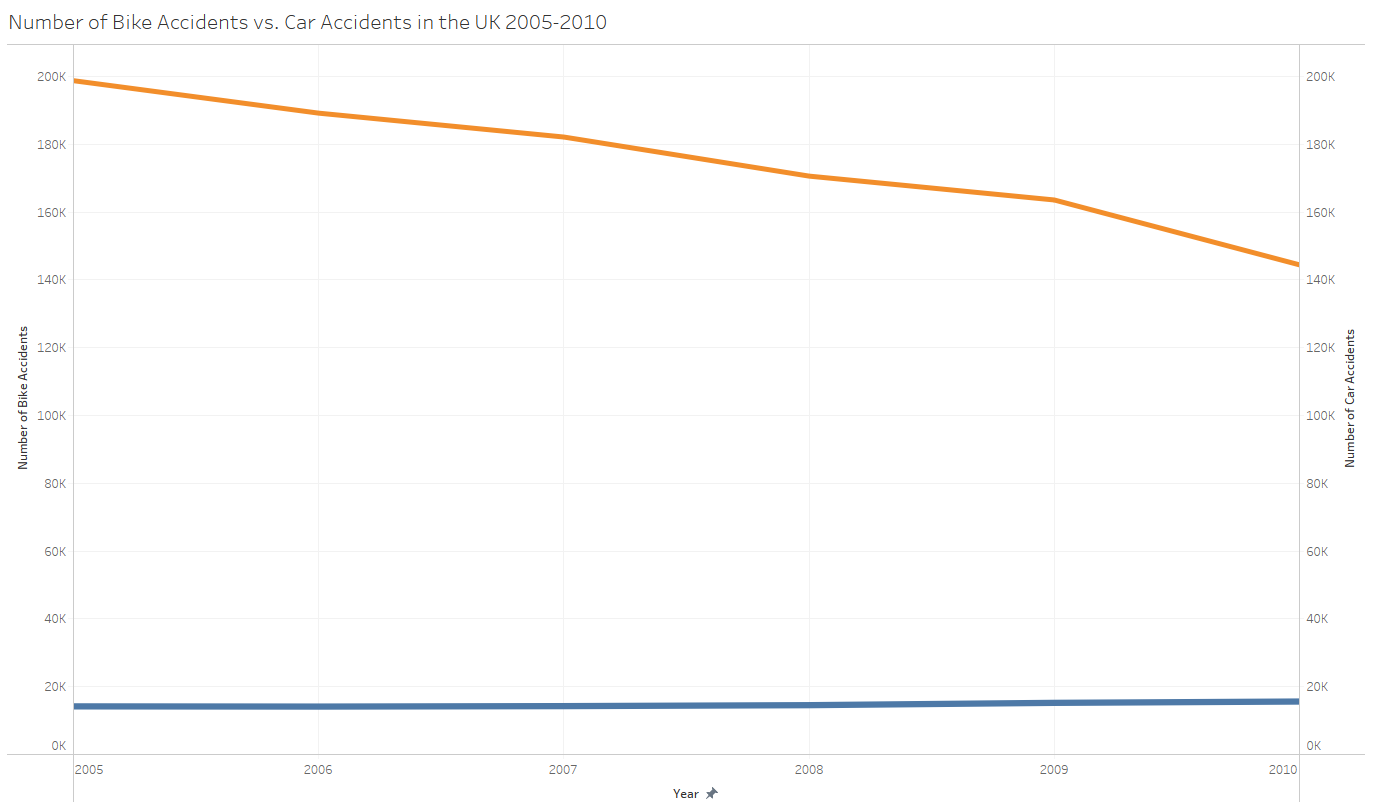 Number of Bike Accidents vs. Car Accidents in the UK 2005-2010
200K
180K
160K
140K
120K
100K
80K
60K
40K
20K
0K
Number of Bike Accidents
200K
180K
160K
140K
120K
100K
80K
60K
40K
20K
0K
Number of Car Accidents
2005 2006 2007 2008 2009 2010
Year